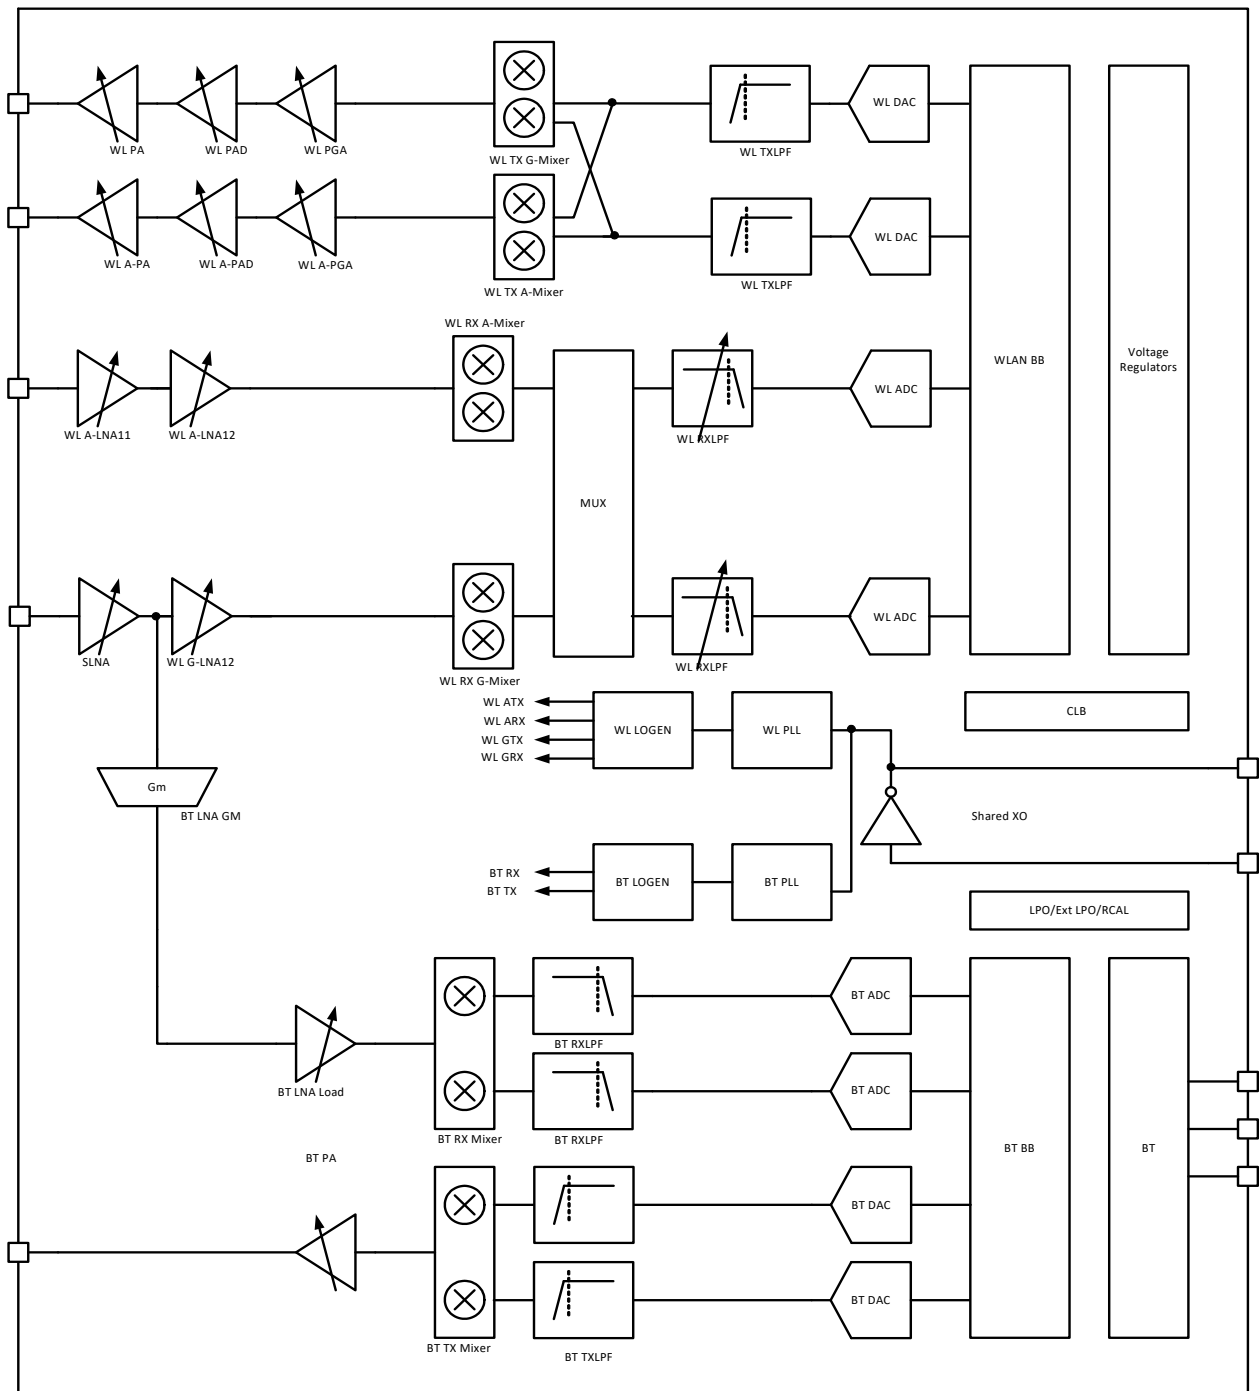 WL PA
WL PAD
WL PGA
WL TX G-Mixer
WL TXLPF
WL DAC
WL A-PA
WL A-PAD
WL A-PGA
WL TX A-Mixer
WL TXLPF
WL DAC
WLAN BB
Voltage
Regulators
WL RX A-Mixer
WL A-LNA11
WL A-LNA12
MUX
WL RXLPF
WL ADC
SLNA
WL G-LNA12
WL RX G-Mixer
WL RXLPF
WL ADC
WL ATX
WL ARX
WL GTX
WL GRX
WL LOGEN
WL PLL
CLB
Gm
BT LNA GM
Shared XO
BT RX
BT TX
BT LOGEN
BT PLL
LPO/Ext LPO/RCAL
BT LNA Load
BT RX Mixer
BT RXLPF
BT ADC
BT RXLPF
BT ADC
BT PA
BT BB
BT
BT DAC
BT DAC
BT TX Mixer
BT TXLPF